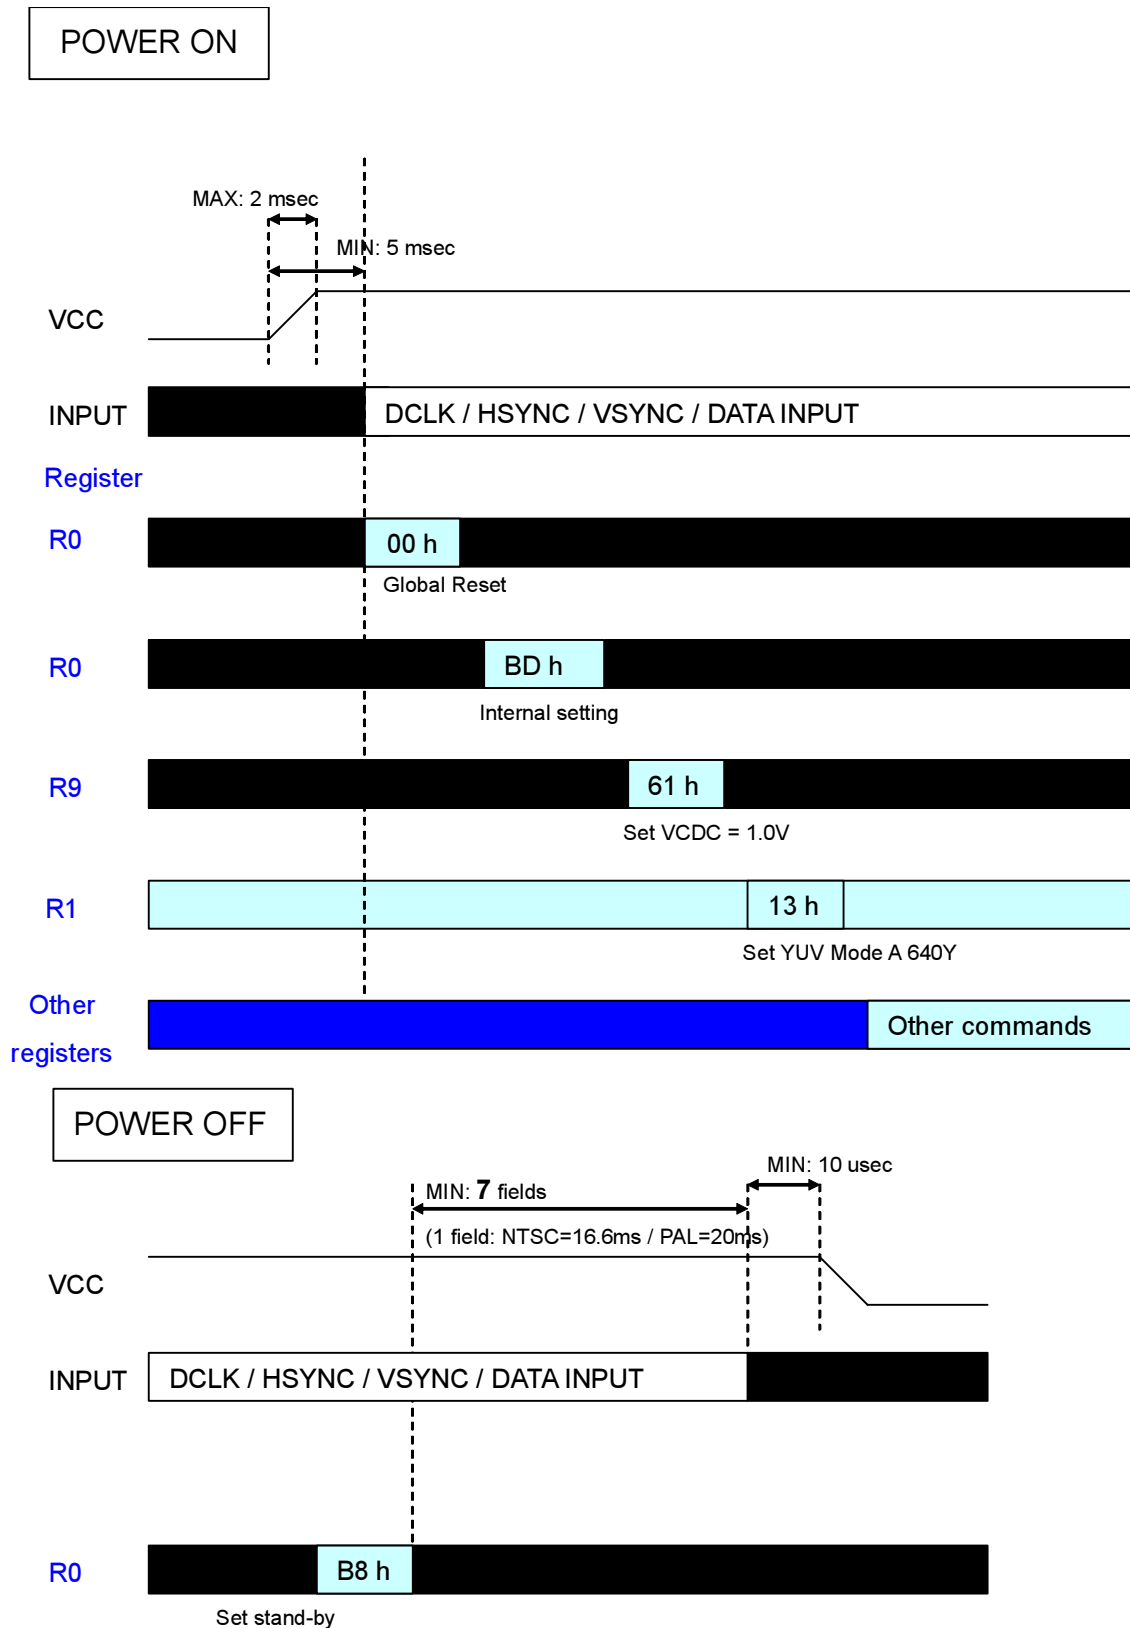 POWER ON
MAX: 2 msec
MIN: 5 msec
VCC
INPUT
DCLK / HSYNC / VSYNC / DATA INPUT
Register
R0
00 h
Global Reset
R0
BD h
Internal setting
R9
61 h
Set VCDC = 1.0V
R1
13 h
Set YUV Mode A 640Y
Other
registers
Other commands
POWER OFF
MIN: 10 usec
MIN: 7 fields
(1 field: NTSC=16.6ms / PAL=20ms)
VCC
INPUT
DCLK / HSYNC / VSYNC / DATA INPUT
R0
B8 h
Set stand-by